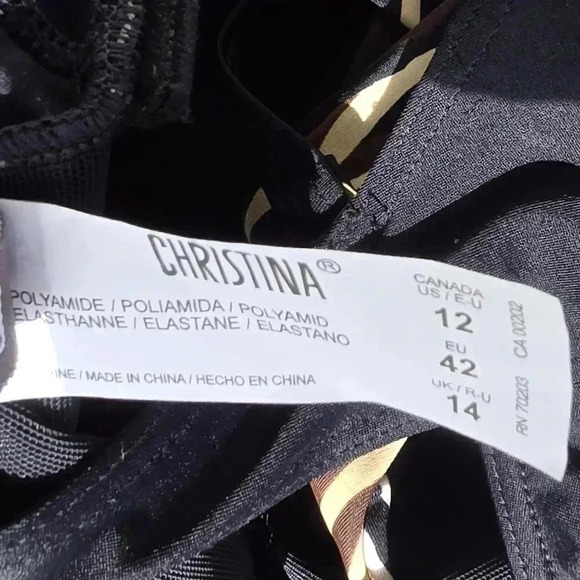 CHRISTINA®
POLYAMIDE / POLIAMIDA / POLYAMID
ELASTHANNE / ELASTANE / ELASTANO
/ MADE IN CHINA / HECHO EN CHINA
CANADA
US / E-U
12
EU
42
UK / R-U
14
RN 70203 CA 00202